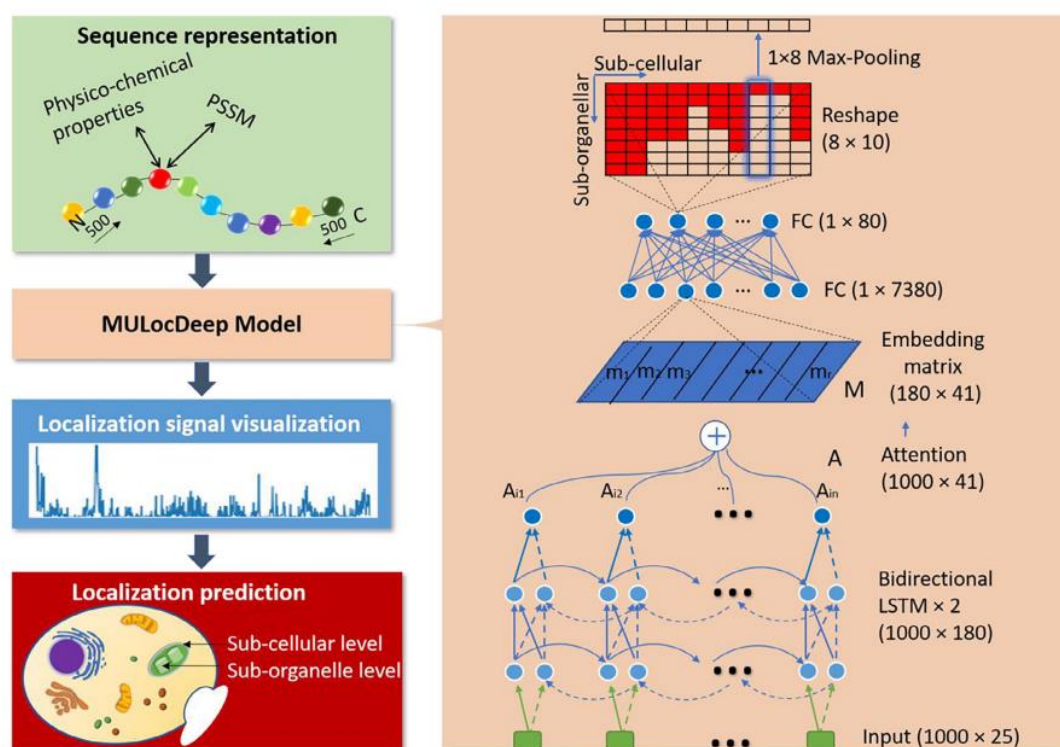 Sequence representation
Physico-chemical
properties
PSSM
N
500
500
C
MULocDeep Model
Localization signal visualization
Localization prediction
Sub-cellular level
Sub-organelle level
1×8 Max-Pooling
Sub-cellular
Sub-organellar
Reshape
(8 × 10)
...
FC (1 × 80)
...
FC (1 × 7380)
m1 m2 m3 ... mr
M
Embedding
matrix
(180 × 41)
A
Attention
(1000 × 41)
Ai1 Ai2 ... Ain
...
Bidirectional
LSTM × 2
(1000 × 180)
...
...
Input (1000 × 25)
...